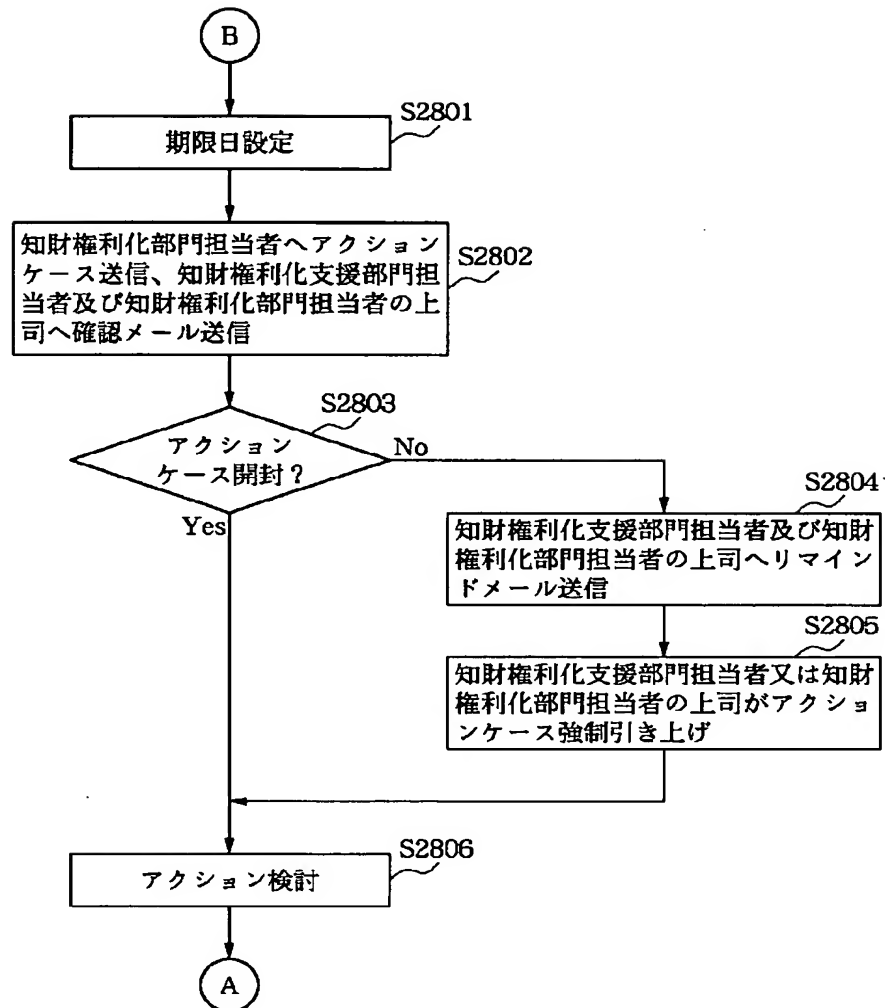 B
S2801
期限日設定
S2802
知財権利化部門担当者へアクション
ケース送信、知財権利化支援部門担
当者及び知財権利化部門担当者の上
司へ確認メール送信
S2803
アクション
ケース開封？
No
Yes
S2804
知財権利化支援部門担当者及び知財
権利化部門担当者の上司へリマイン
ドメール送信
S2805
知財権利化支援部門担当者又は知財
権利化部門担当者の上司がアクショ
ンケース強制引き上げ
S2806
アクション検討
A